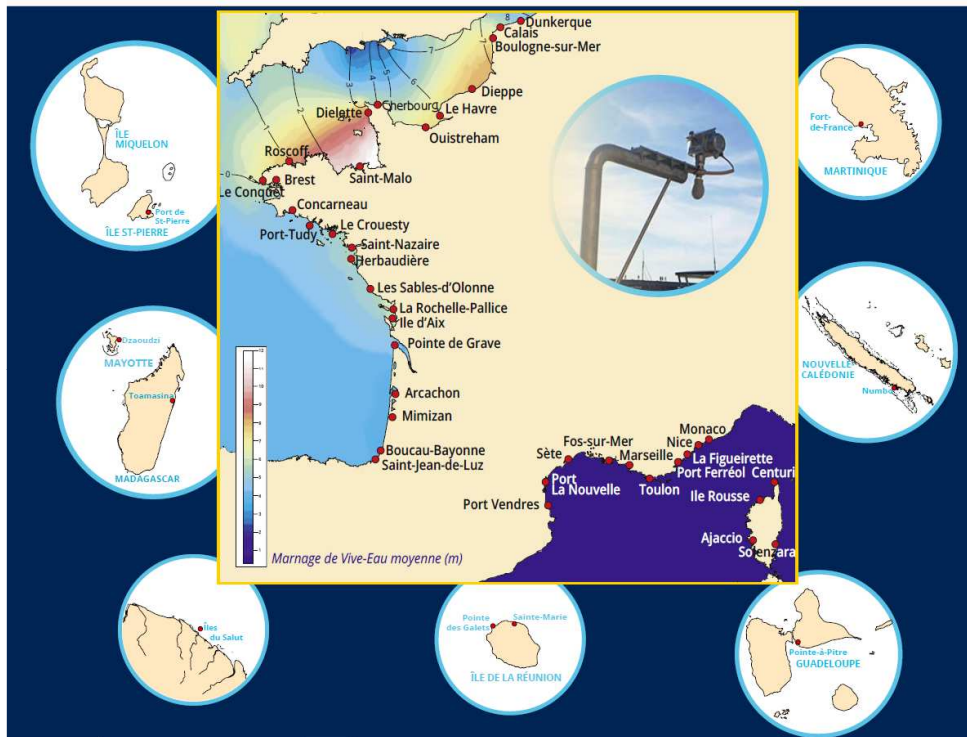 Dunkerque
Calais
Boulogne-sur-Mer
Dieppe
Cherbourg
Le Havre
Dielette
Ouistreham
Roscoff
Saint-Malo
Brest
Le Conquet
Concarneau
Le Crouesty
Port-Tudy
Saint-Nazaire
Herbaudière
Les Sables-d'Olonne
La Rochelle-Pallice
Ile d'Aix
Pointe de Grave
Arcachon
Mimizan
Boucau-Bayonne
Saint-Jean-de-Luz
Monaco
Nice
Fos-sur-Mer
La Figueirette
Sète
Marseille
Port Ferréol
Centuri
Port
La Nouvelle
Toulon
Ile Rousse
Port Vendres
Ajaccio
Solenzara
Marnage de Vive-Eau moyenne (m)
ÎLE
MIQUELON
Port de
St-Pierre
ÎLE ST-PIERRE
Fort-
de-France
MARTINIQUE
Dzaoudzi
MAYOTTE
Toamasina
MADAGASCAR
NOUVELLE
CALÉDONIE
Numbo
Îles
du Salut
Pointe
des Galets
Sainte-Marie
ÎLE DE LA RÉUNION
Pointe-à-Pitre
GUADELOUPE